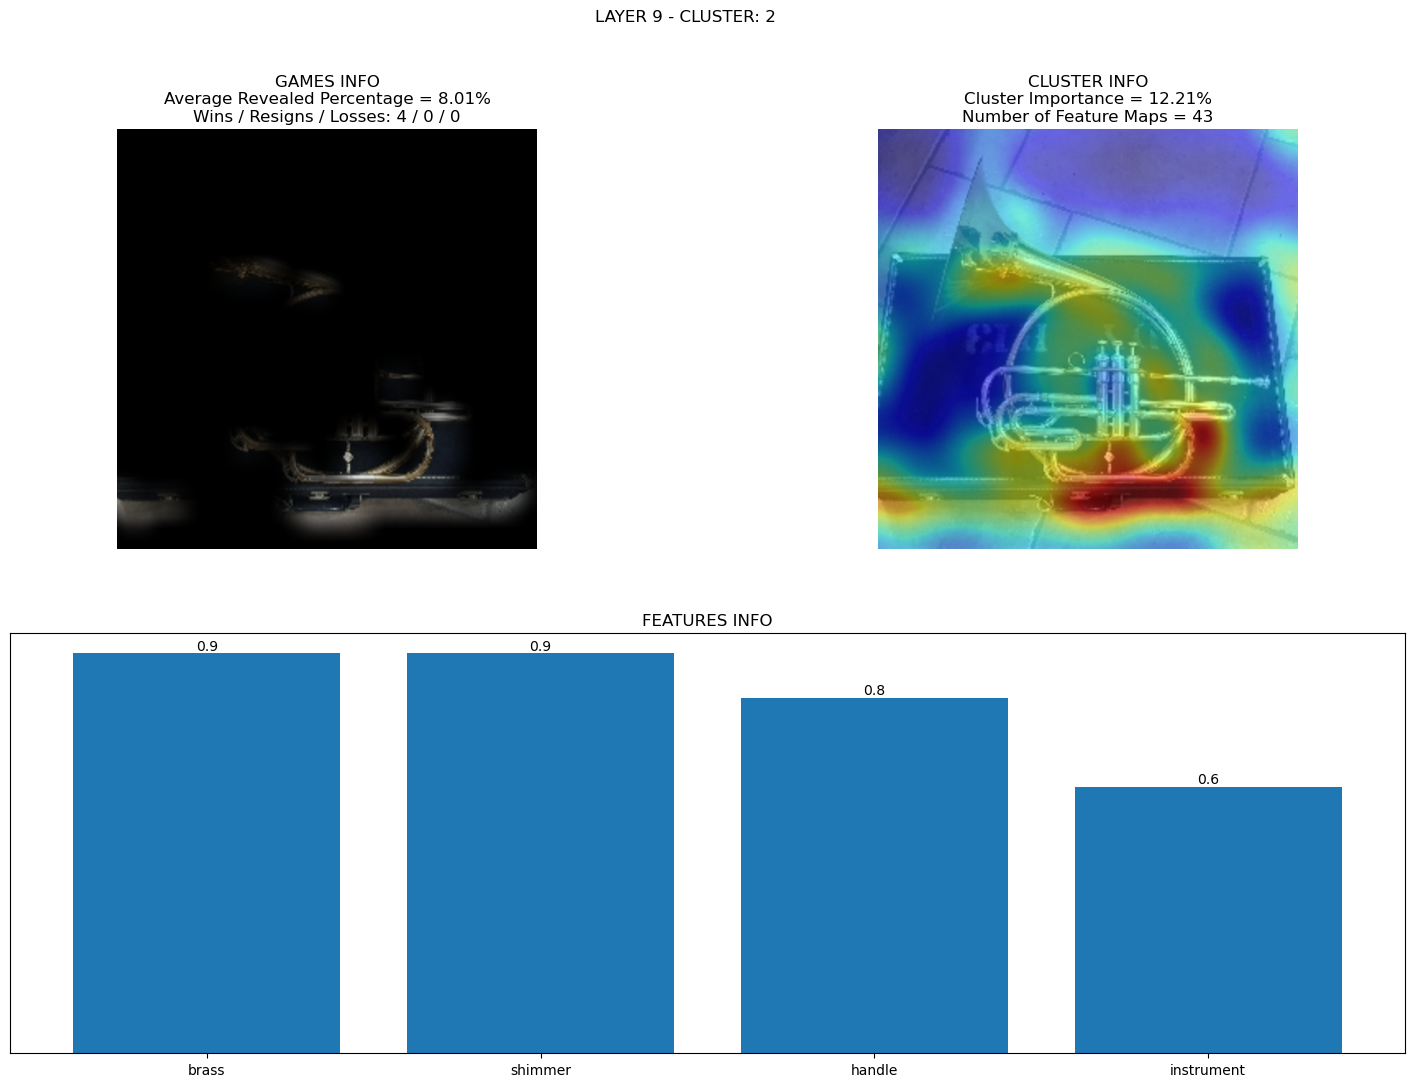 LAYER 9 - CLUSTER: 2
GAMES INFO
Average Revealed Percentage = 8.01%
Wins / Resigns / Losses: 4 / 0 / 0
CLUSTER INFO
Cluster Importance = 12.21%
Number of Feature Maps = 43
FEATURES INFO
0.9
0.9
0.8
0.6
brass
shimmer
handle
instrument